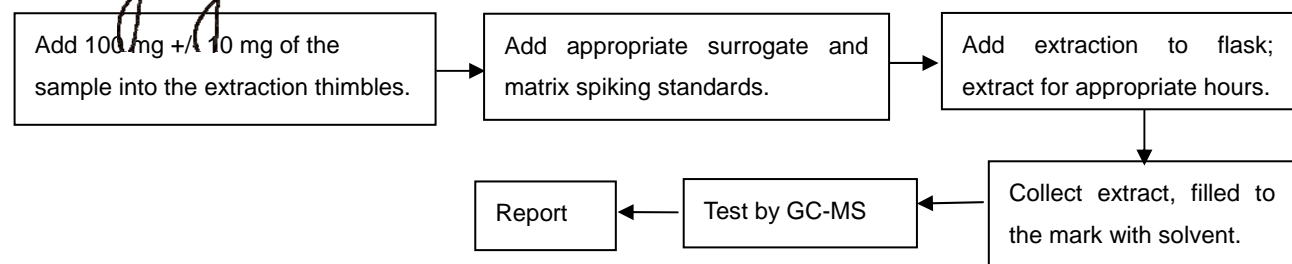 Add 100 mg +/- 10 mg of the
sample into the extraction thimbles.
Add appropriate surrogate and
matrix spiking standards.
Add extraction to flask;
extract for appropriate hours.
Collect extract, filled to
the mark with solvent.
Test by GC-MS
Report